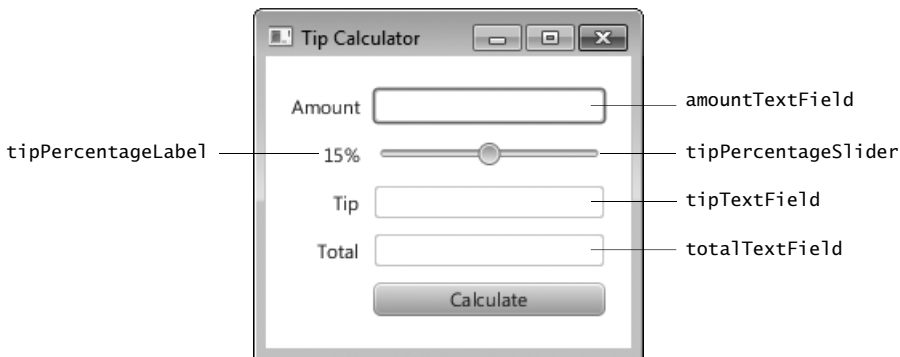 Tip Calculator
Amount
amountTextField
tipPercentageLabel
15%
tipPercentageSlider
Tip
tipTextField
Total
totalTextField
Calculate